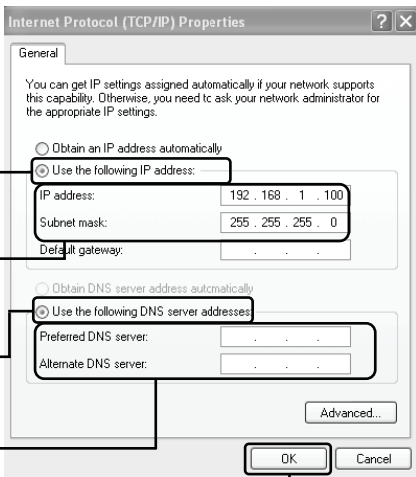 Internet Protocol (TCP/IP) Properties
General
You can get IP settings assigned automatically if your network supports
this capability. Otherwise, you need tc ask your network administrator for
the appropriate IP settings.
Obtain an IP address automatically
Use the following IP address:
IP address: 192 . 168 . 1 . 100
Subnet mask: 255 . 255 . 255 . 0
Default gateway: . . .
Obtain DNS server address automatically
Use the following DNS server addresses:
Preferred DNS server: . . .
Alternate DNS server: . . .
Advanced...
OK Cancel